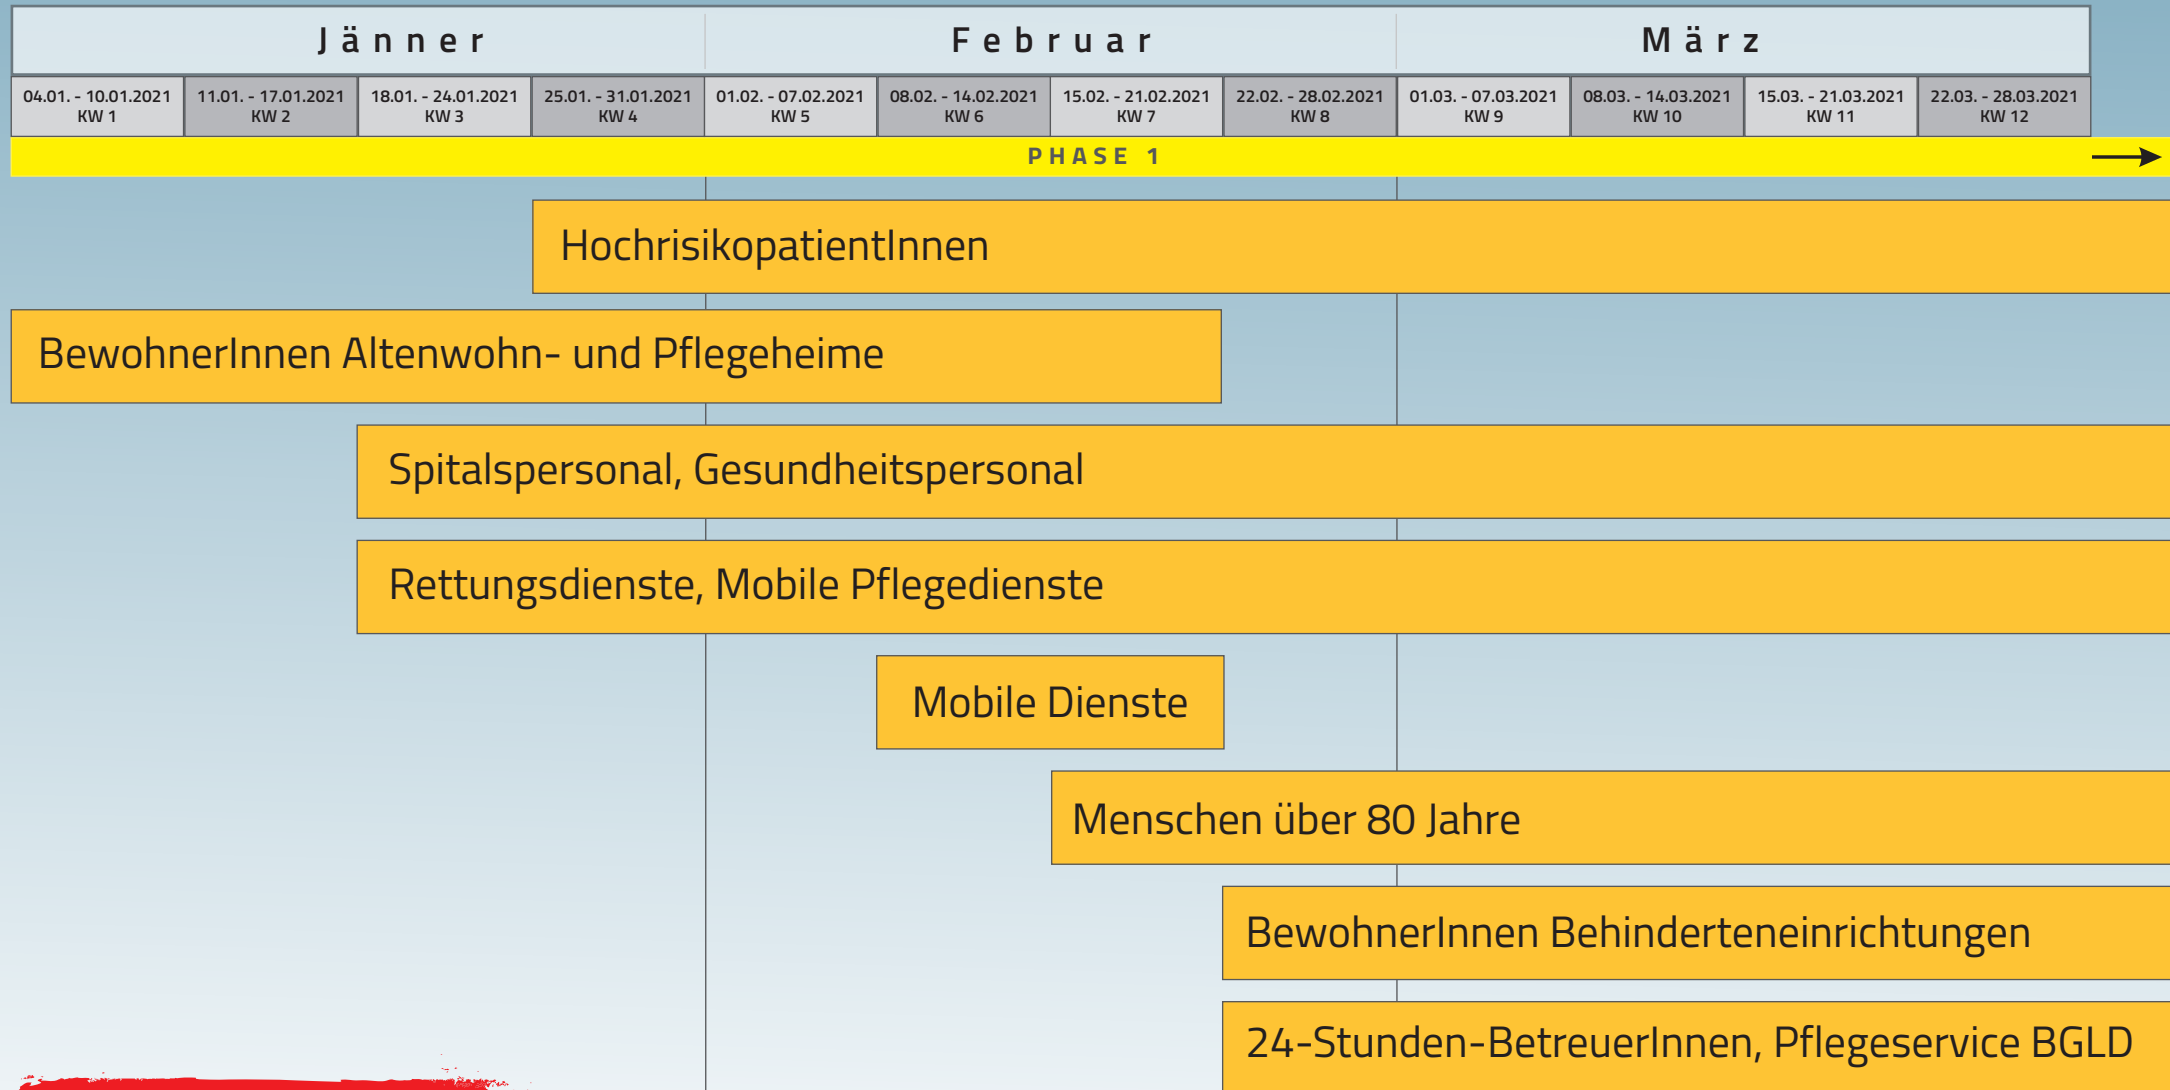 Jänner Februar März
04.01. - 10.01.2021 11.01. - 17.01.2021 18.01. - 24.01.2021 25.01. - 31.01.2021 01.02. - 07.02.2021 08.02. - 14.02.2021 15.02. - 21.02.2021 22.02. - 28.02.2021 01.03. - 07.03.2021 08.03. - 14.03.2021 15.03. - 21.03.2021 22.03. - 28.03.2021
KW 1 KW 2 KW 3 KW 4 KW 5 KW 6 KW 7 KW 8 KW 9 KW 10 KW 11 KW 12
PHASE 1
HochrisikopatientInnen
BewohnerInnen Altenwohn- und Pflegeheime
Spitalspersonal, Gesundheitspersonal
Rettungsdienste, Mobile Pflegedienste
Mobile Dienste
Menschen über 80 Jahre
BewohnerInnen Behinderteneinrichtungen
24-Stunden-BetreuerInnen, Pflegeservice BGLD